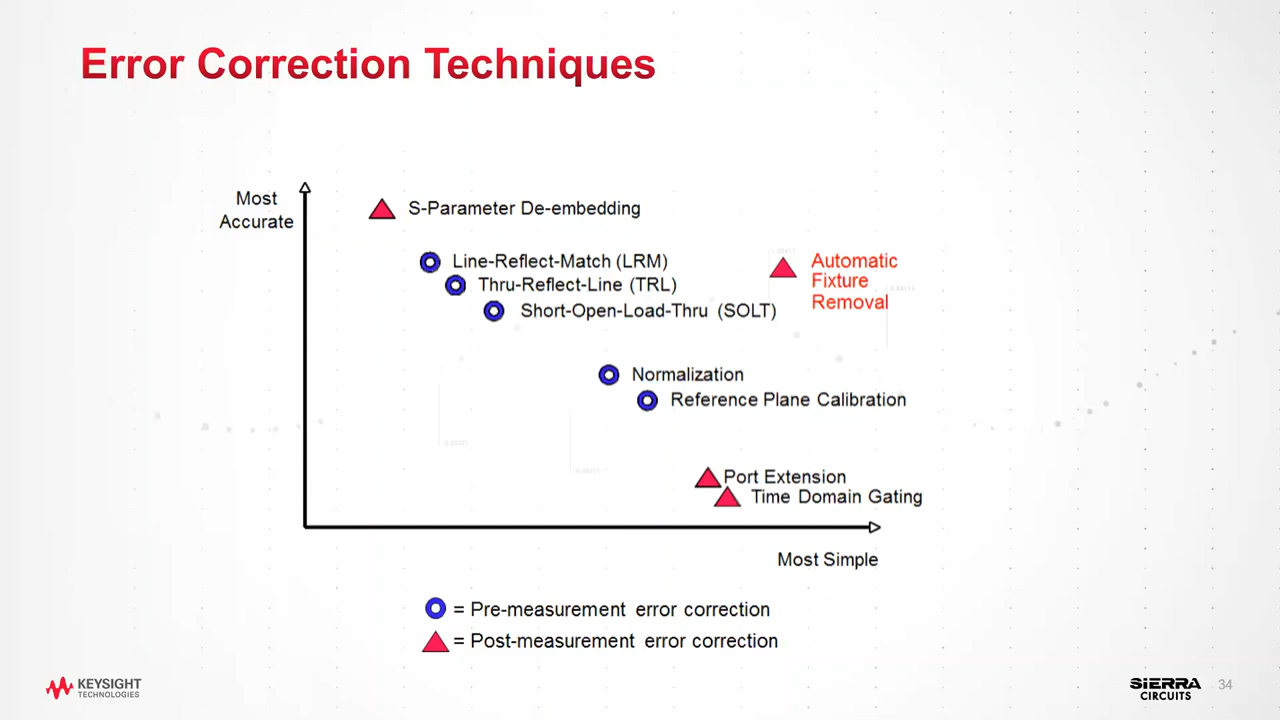 Error Correction Techniques
Most
Accurate
S-Parameter De-embedding
Line-Reflect-Match (LRM)
Thru-Reflect-Line (TRL)
Short-Open-Load-Thru (SOLT)
Automatic
Fixture
Removal
Normalization
Reference Plane Calibration
Port Extension
Time Domain Gating
Most Simple
= Pre-measurement error correction
= Post-measurement error correction
KEYSIGHT
TECHNOLOGIES
SIERRA
CIRCUITS
34